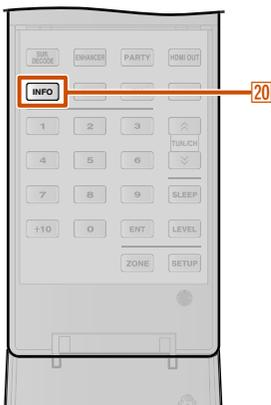 SUR. DECODE ENHANCER PARTY HDMI OUT
INFO 20
1 2 3
TUN./CH
4 5 6
7 8 9 SLEEP
+10 0 ENT LEVEL
ZONE SETUP